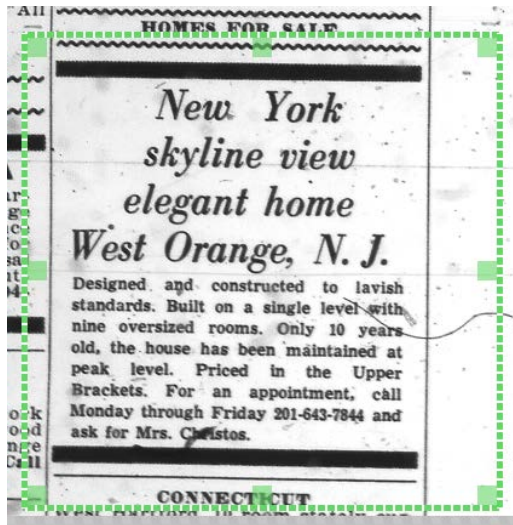 All
HOMES FOR SALE
New York
skyline view
elegant home
West Orange, N. J.
Designed and constructed to lavish
standards. Built on a single level with
nine oversized rooms. Only 10 years
old, the house has been maintained at
peak level. Priced in the Upper
Brackets. For an appointment, call
Monday through Friday 201-643-7844 and
ask for Mrs. Christos.
CONNECTICUT
Call